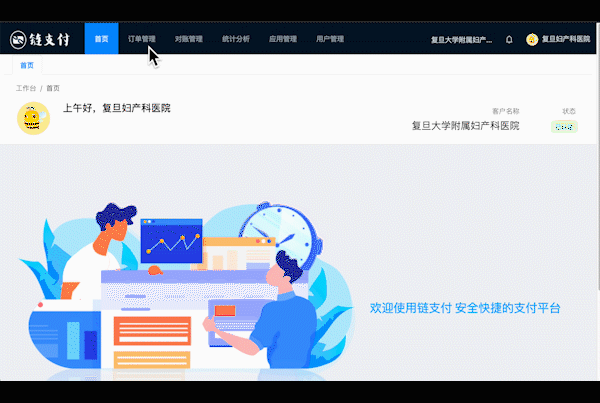 链支付 首页 订单管理 对账管理 统计分析 应用管理 用户管理 复旦大学附属妇产科... 复旦妇产科医院
首页
工作台 / 首页
上午好，复旦妇产科医院
客户名称 状态
复旦大学附属妇产科医院
欢迎使用链支付 安全快捷的支付平台